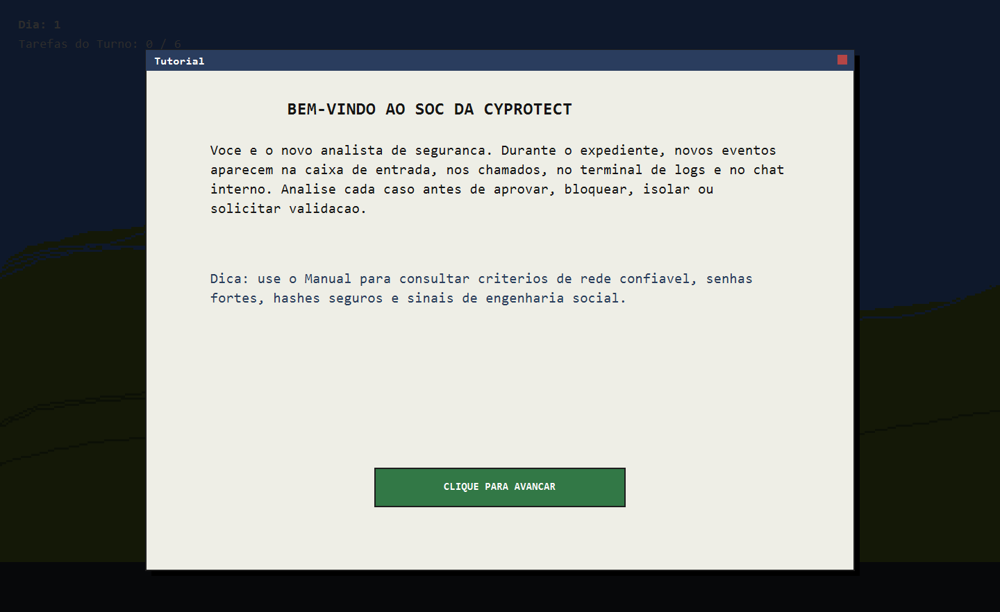 Dia: 1
Tarefas do Turno: 0 / 6
Tutorial
BEM-VINDO AO SOC DA CYPROTECT
Voce e o novo analista de seguranca. Durante o expediente, novos eventos
aparecem na caixa de entrada, nos chamados, no terminal de logs e no chat
interno. Analise cada caso antes de aprovar, bloquear, isolar ou
solicitar validacao.
Dica: use o Manual para consultar criterios de rede confiavel, senhas
fortes, hashes seguros e sinais de engenharia social.
CLIQUE PARA AVANCAR